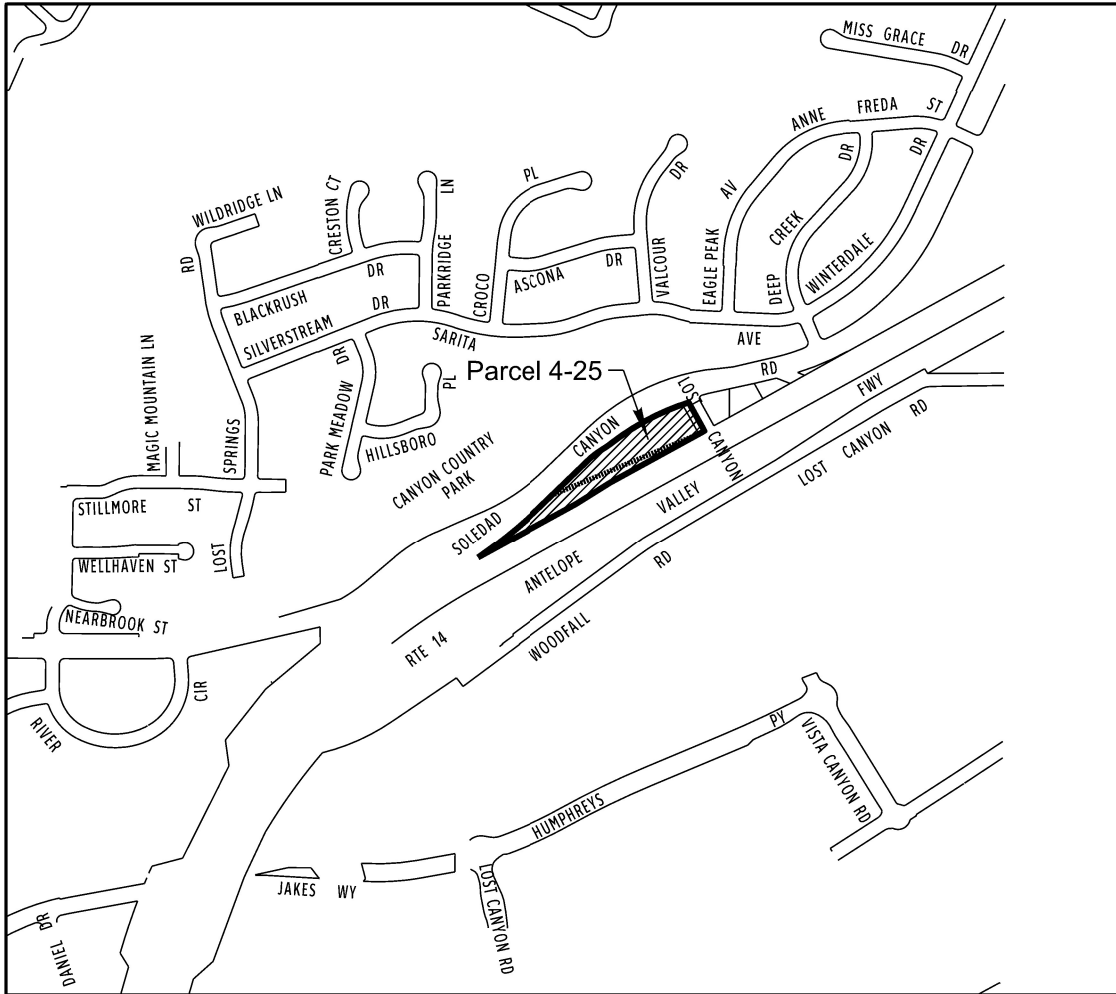 MISS GRACE DR
ANNE FREDA ST
DR
DR
PL
DR
AV
WILDRIDGE LN
CRESTON CT
LN
RD
PARKRIDGE
CROCO
ASCONA DR
VALCOUR
EAGLE PEAK
DEEP
CREEK
WINTERDALE
BLACKRUSH
DR
SILVERSTREAM
DR
SARITA
AVE
MAGIC MOUNTAIN LN
DR
PL
Parcel 4-25
RD
LOST
CANYON
FWY
LOST CANYON RD
PARK MEADOW
HILLSBORO
CANYON
SPRINGS
CANYON COUNTRY
PARK
STILLMORE ST
VALLEY
SOLEDAD
LOST
WELLHAVEN ST
ANTELOPE
RD
NEARBROOK ST
RTE 14
WOODFALL
CIR
RIVER
PY
VISTA CANYON RD
HUMPHREYS
JAKES WY
LOST CANYON RD
DANIEL DR